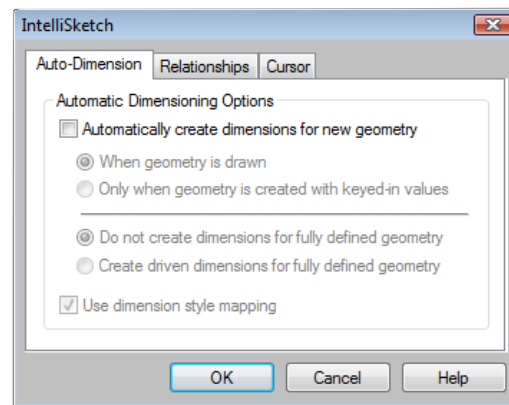 IntelliSketch
Auto-Dimension Relationships Cursor
Automatic Dimensioning Options
Automatically create dimensions for new geometry
When geometry is drawn
Only when geometry is created with keyed-in values
Do not create dimensions for fully defined geometry
Create driven dimensions for fully defined geometry
Use dimension style mapping
OK Cancel Help